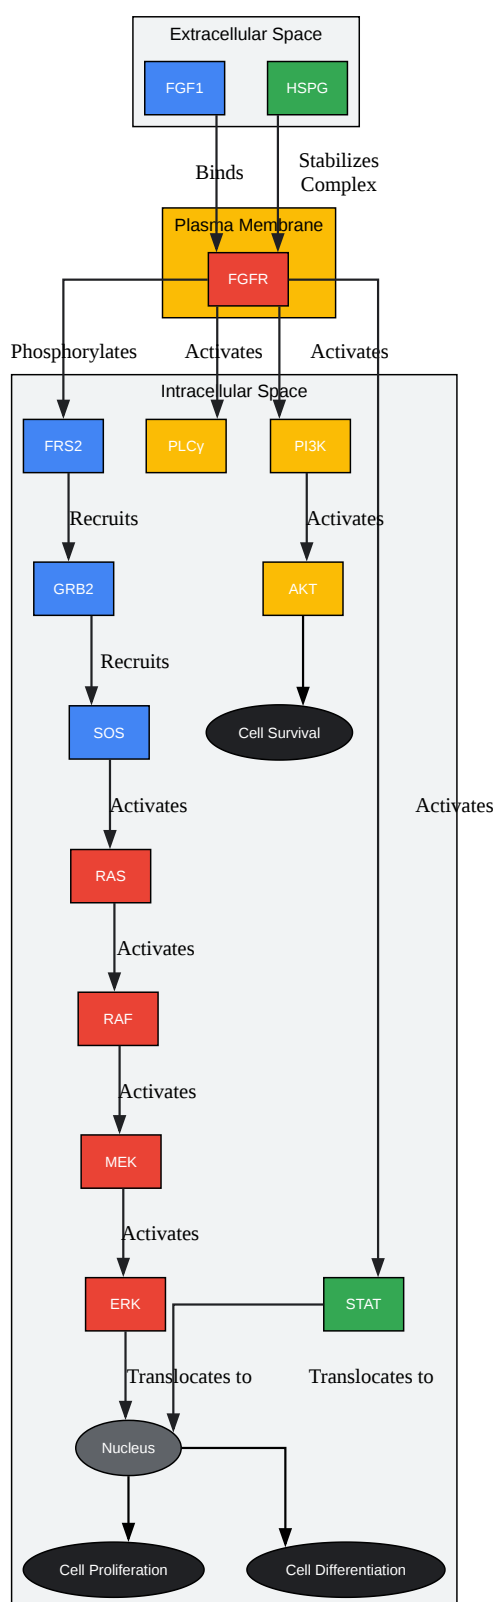 Extracellular Space
FGF1
HSPG
Binds
Stabilizes
Complex
Plasma Membrane
FGFR
Phosphorylates
Activates
Activates
Intracellular Space
FRS2
PLCγ
PI3K
Recruits
Activates
GRB2
AKT
Recruits
SOS
Cell Survival
Activates
Activates
RAS
Activates
RAF
Activates
MEK
Activates
ERK
STAT
Translocates to
Translocates to
Nucleus
Cell Proliferation
Cell Differentiation